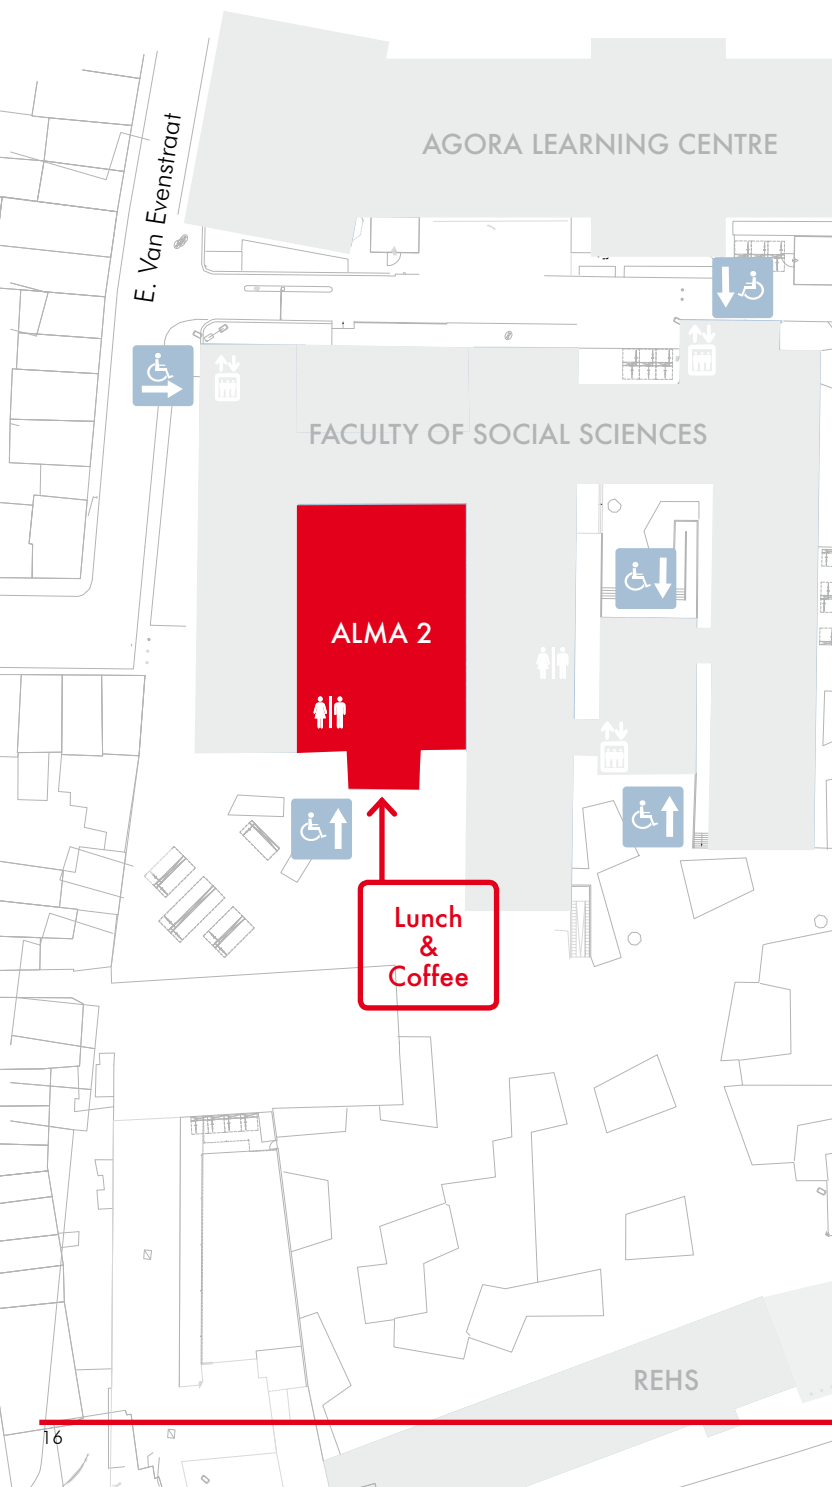 AGORA LEARNING CENTRE
E. Van Evenstraat
FACULTY OF SOCIAL SCIENCES
ALMA 2
Lunch
&
Coffee
REHS
16